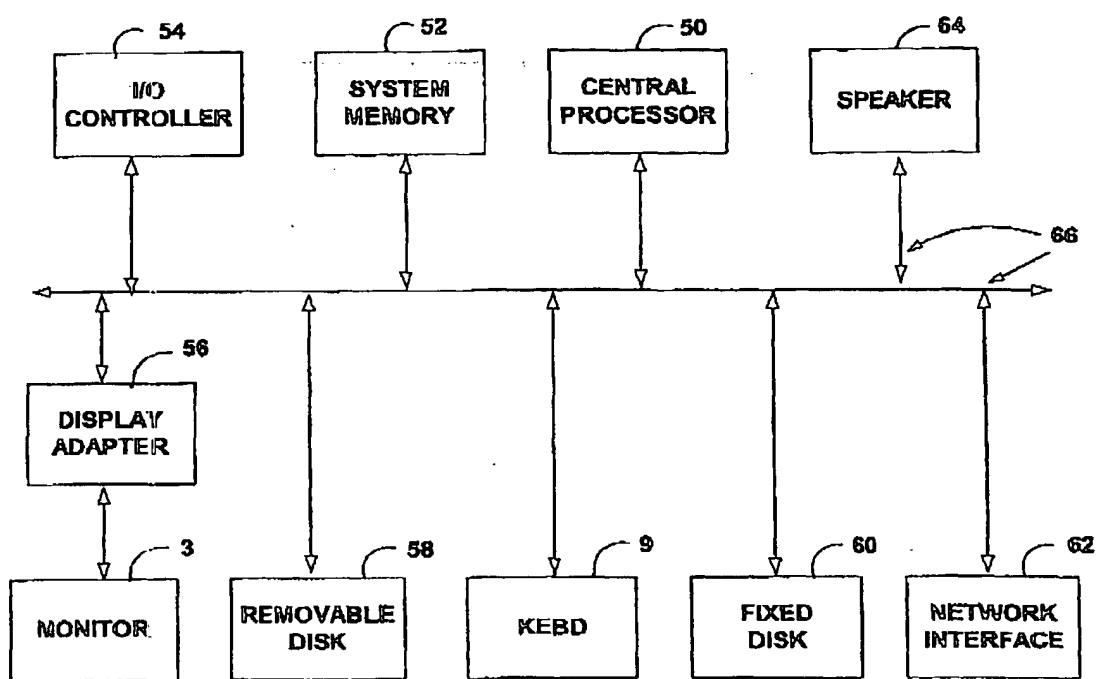 54
52
50
64
I/O
CONTROLLER
SYSTEM
MEMORY
CENTRAL
PROCESSOR
SPEAKER
66
56
DISPLAY
ADAPTER
3
58
9
60
62
MONITOR
REMOVABLE
DISK
KEBD
FIXED
DISK
NETWORK
INTERFACE